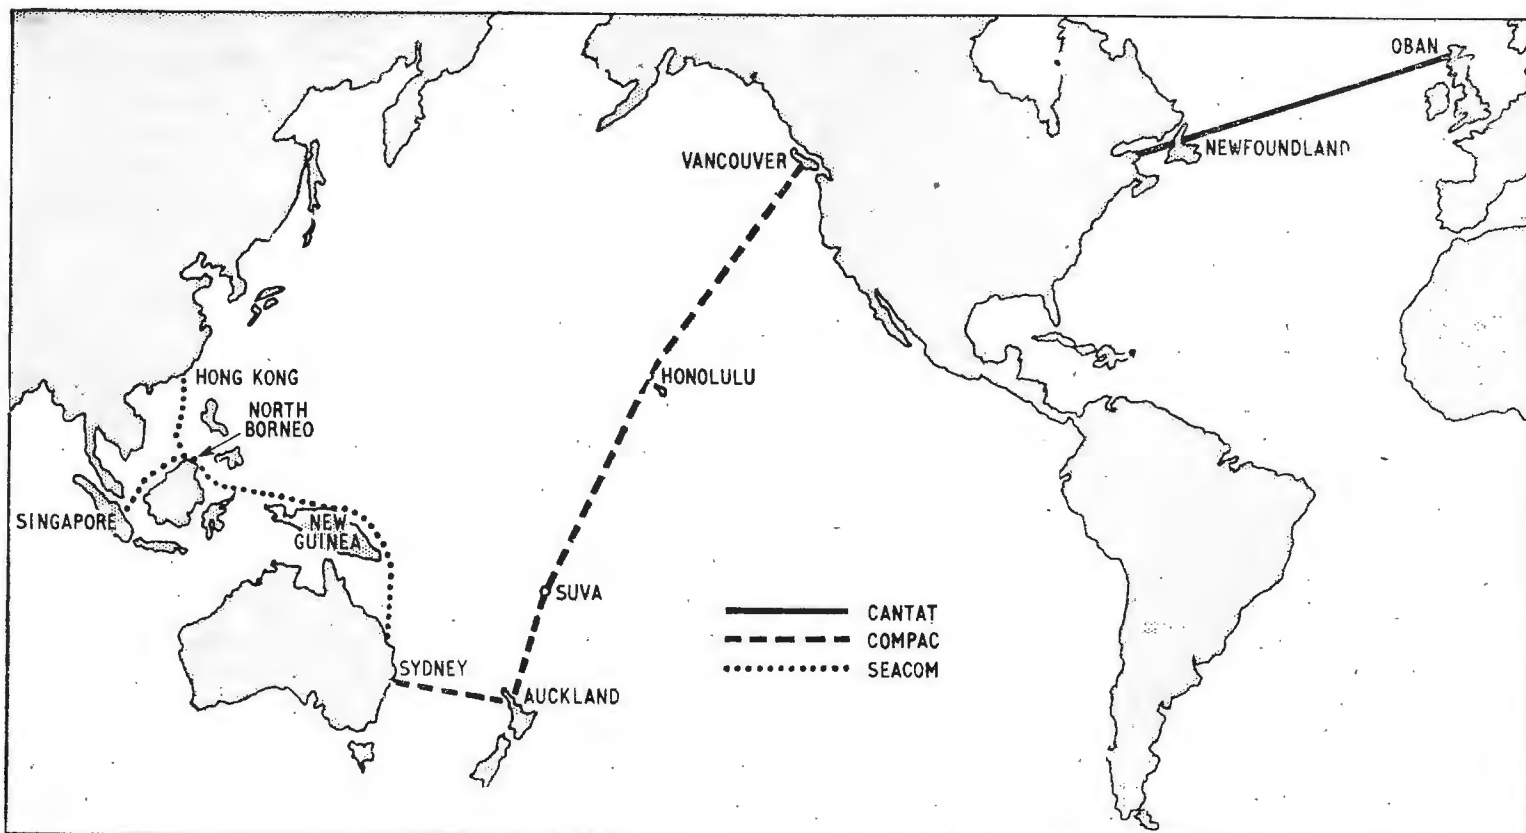 OBAN
NEWFOUNDLAND
VANCOUVER
HONOLULU
HONG KONG
NORTH
BORNEO
SINGAPORE
NEW
GUINEA
SUVA
SYDNEY
AUCKLAND
CANTAT
COMPAC
SEACOM